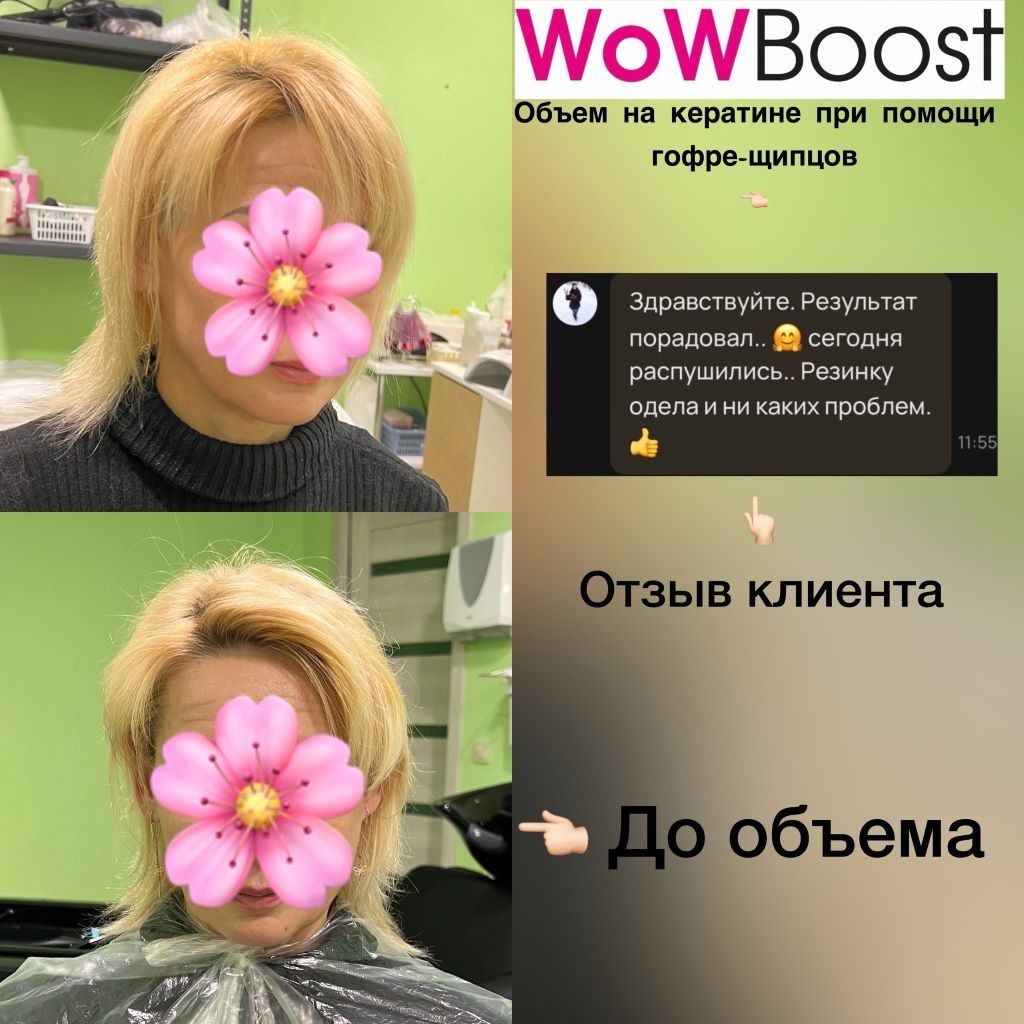 WoWBoost
Объем на кератине при помощи
гофре-щипцов
Здравствуйте. Результат
порадовал.. 🤗 сегодня
распушились.. Резинку
одела и ни каких проблем.
👍
11:55
Отзыв клиента
До объема